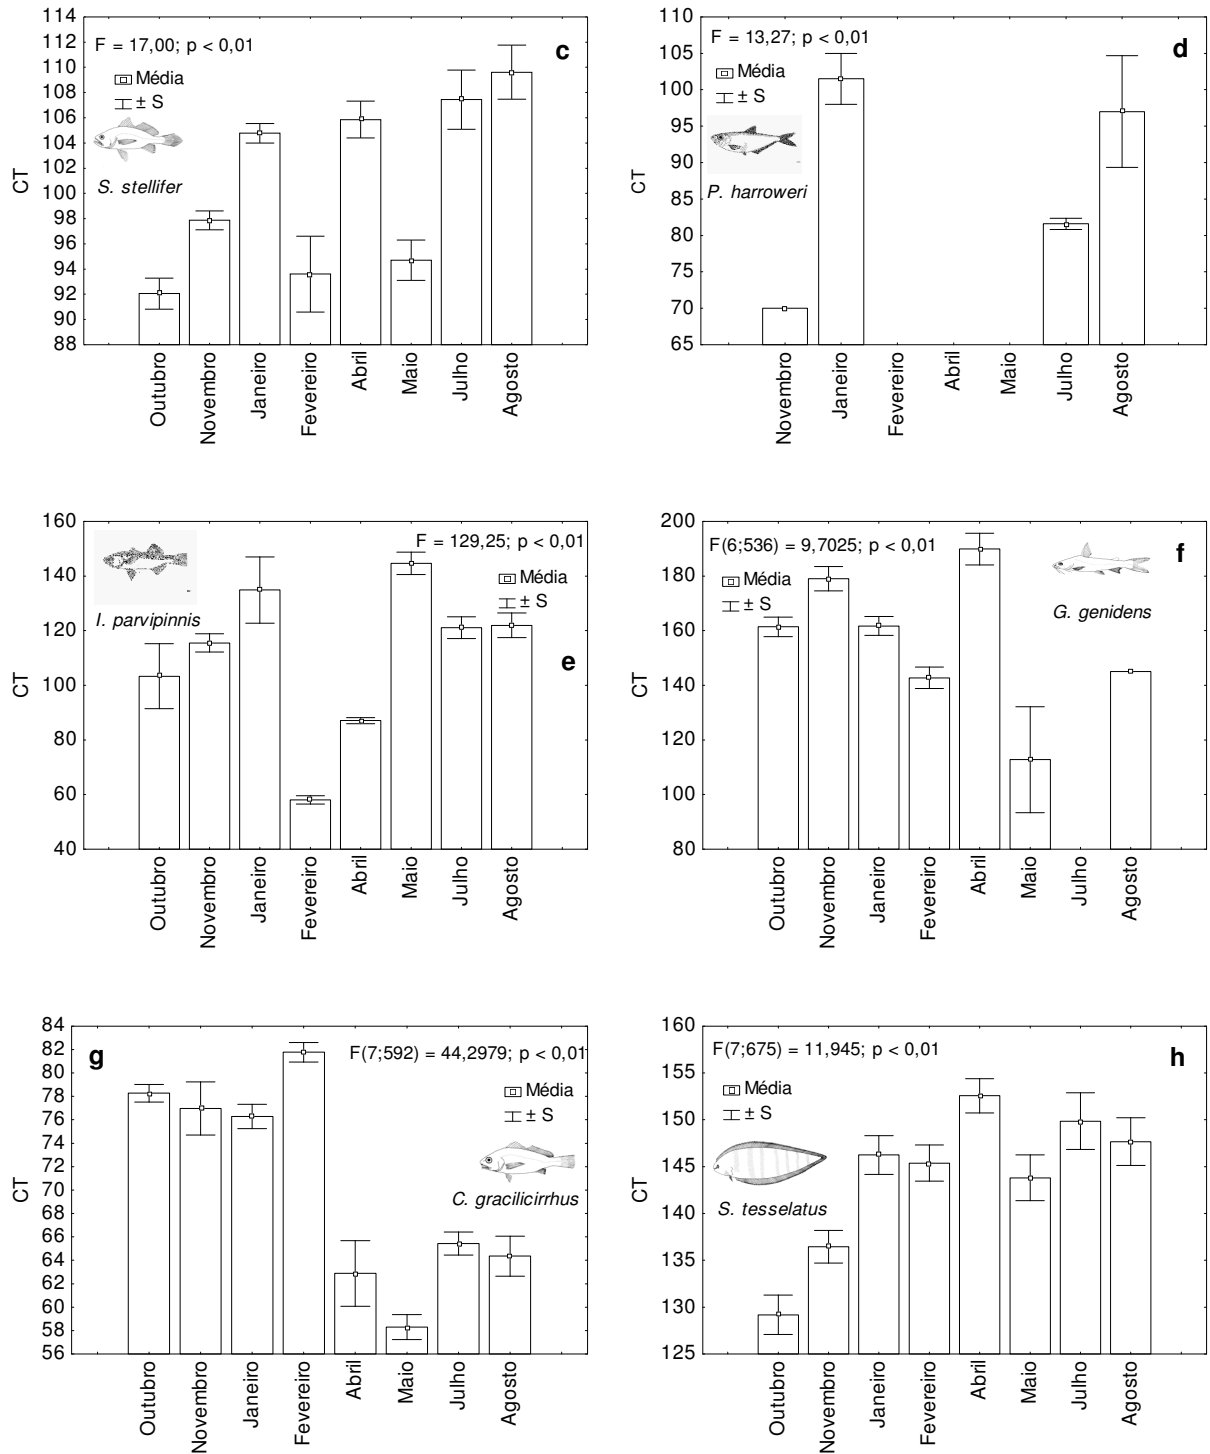 c
F = 17,00; p < 0,01
Média
± S
S. stellifer
CT
114
112
110
108
106
104
102
100
98
96
94
92
90
88
Outubro
Novembro
Janeiro
Fevereiro
Abril
Maio
Julho
Agosto
d
F = 13,27; p < 0,01
Média
± S
P. harroweri
CT
110
105
100
95
90
85
80
75
70
65
Novembro
Janeiro
Fevereiro
Abril
Maio
Julho
Agosto
e
F = 129,25; p < 0,01
Média
± S
I. parvipinnis
CT
160
140
120
100
80
60
40
Outubro
Novembro
Janeiro
Fevereiro
Abril
Maio
Julho
Agosto
f
F(6;536) = 9,7025; p < 0,01
Média
± S
G. genidens
CT
200
180
160
140
120
100
80
Outubro
Novembro
Janeiro
Fevereiro
Abril
Maio
Julho
Agosto
g
F(7;592) = 44,2979; p < 0,01
Média
± S
C. gracilicirrhus
CT
84
82
80
78
76
74
72
70
68
66
64
62
60
58
56
Outubro
Novembro
Janeiro
Fevereiro
Abril
Maio
Julho
Agosto
h
F(7;675) = 11,945; p < 0,01
Média
± S
S. tesselatus
CT
160
155
150
145
140
135
130
125
Outubro
Novembro
Janeiro
Fevereiro
Abril
Maio
Julho
Agosto